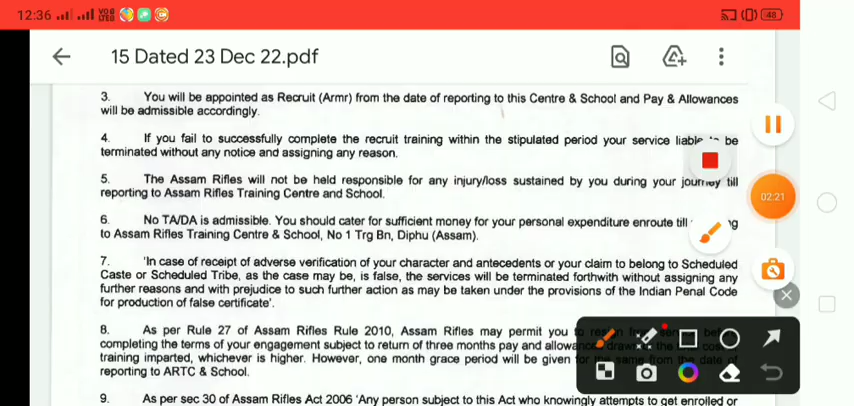 12:36 VoB LTEG 48
15 Dated 23 Dec 22.pdf
3. You will be appointed as Recruit (Armr) from the date of reporting to this Centre & School and Pay & Allowances
will be admissible accordingly.
4. If you fail to successfully complete the recruit training within the stipulated period your service liable be
terminated without any notice and assigning any reason.
5. The Assam Rifles will not be held responsible for any injury/loss sustained by you during your journey till
reporting to Assam Rifles Training Centre and School.
6. No TA/DA is admissible. You should cater for sufficient money for your personal expenditure enroute till
to Assam Rifles Training Centre & School, No 1 Trg Bn, Diphu (Assam).
02:21
7. 'In case of receipt of adverse verification of your character and antecedents or your claim to belong to Scheduled
Caste or Scheduled Tribe, as the case may be, is false, the services will be terminated forthwith without assigning any
further reasons and with prejudice to such further action as may be taken under the provisions of the Indian Penal Code
for production of false certificate'.
8. As per Rule 27 of Assam Rifles Rule 2010, Assam Rifles may permit you to
completing the terms of your engagement subject to return of three months pay and
training imparted, whichever is higher. However, one month grace period will be given
reporting to ARTC & School.
9. As per sec 30 of Assam Rifles Act 2006 'Any person subject to this Act who knowingly attempts to get enrolled or